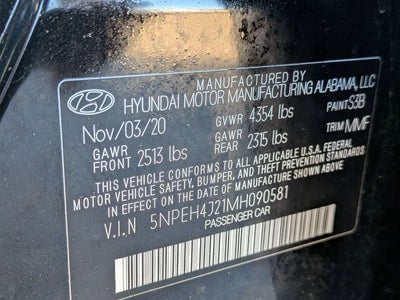 MANUFACTURED BY
HYUNDAI MOTOR MANUFACTURING ALABAMA, LLC
Nov/03/20 GVWR 4354 lbs PAINT S3B
GAWR FRONT 2513 lbs GAWR REAR 2315 lbs TRIM MMF
THIS VEHICLE CONFORMS TO ALL APPLICABLE U.S.A. FEDERAL
MOTOR VEHICLE SAFETY, BUMPER, AND THEFT PREVENTION STANDARDS
IN EFFECT ON THE DATE OF MANUFACTURE SHOWN ABOVE.
V.I.N 5NPEH4J21MH090581
PASSENGER CAR